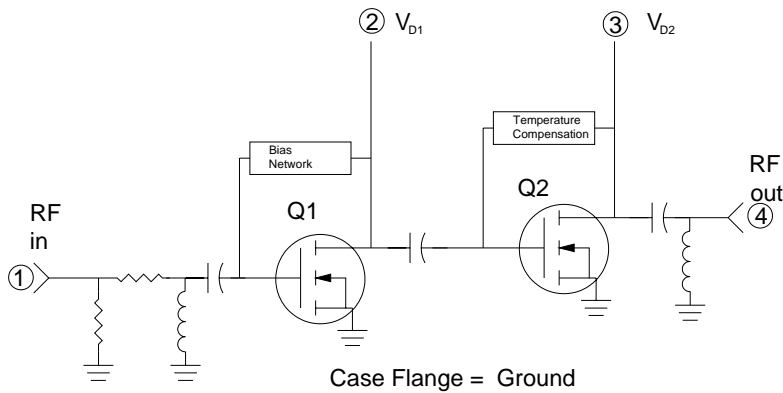 ② V_D1
③ V_D2
Bias
Network
Temperature
Compensation
Q1
Q2
RF
in
①
RF
out
④
Case Flange = Ground